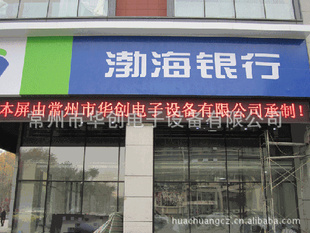 渤海银行
本屏由常州市华创电子设备有限公司承制!
常州市华创电子设备有限公司
huachuangcz.cn.alibaba.com